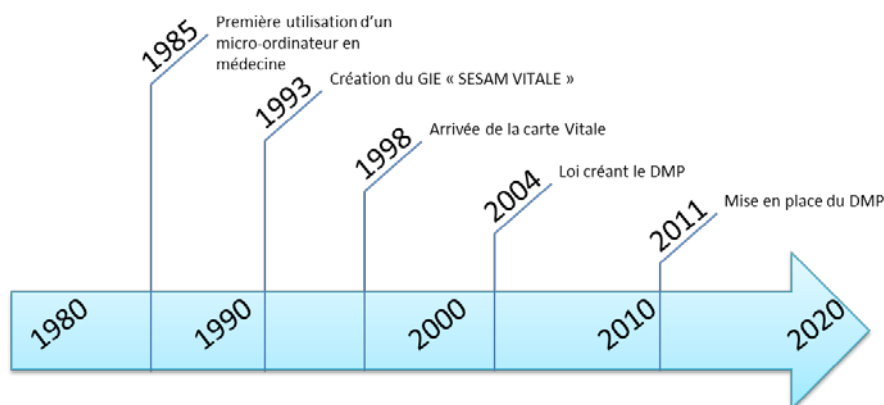 1985
Première utilisation d'un
micro-ordinateur en
médecine
1993
Création du GIE « SESAM VITALE »
1998
Arrivée de la carte Vitale
2004
Loi créant le DMP
2011
Mise en place du DMP
1980
1990
2000
2010
2020